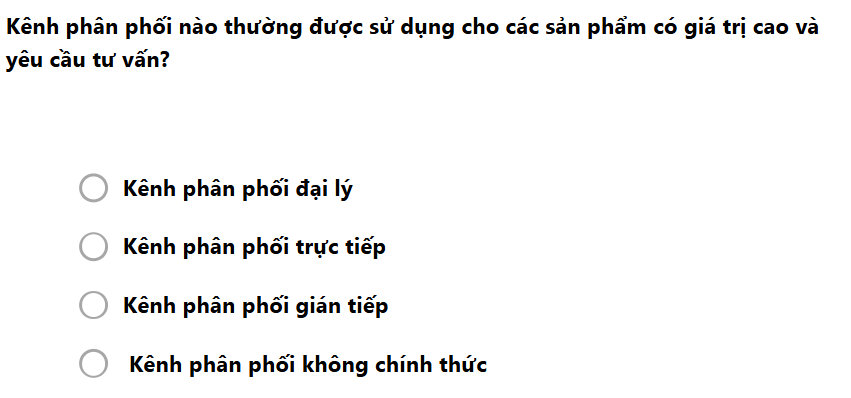 Kênh phân phối nào thường được sử dụng cho các sản phẩm có giá trị cao và
yêu cầu tư vấn?
Kênh phân phối đại lý
Kênh phân phối trực tiếp
Kênh phân phối gián tiếp
Kênh phân phối không chính thức